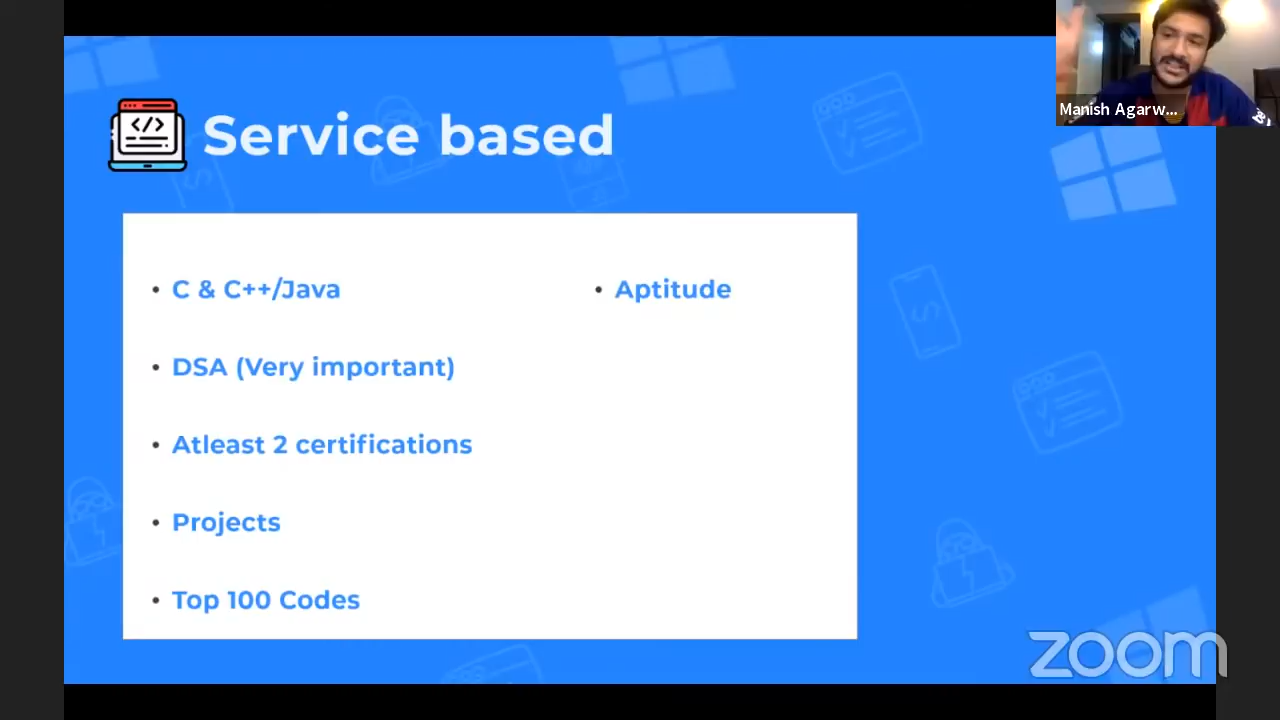 Service based
• C & C++/Java
• DSA (Very important)
• Atleast 2 certifications
• Projects
• Top 100 Codes
• Aptitude
Manish Agarw...
zoom